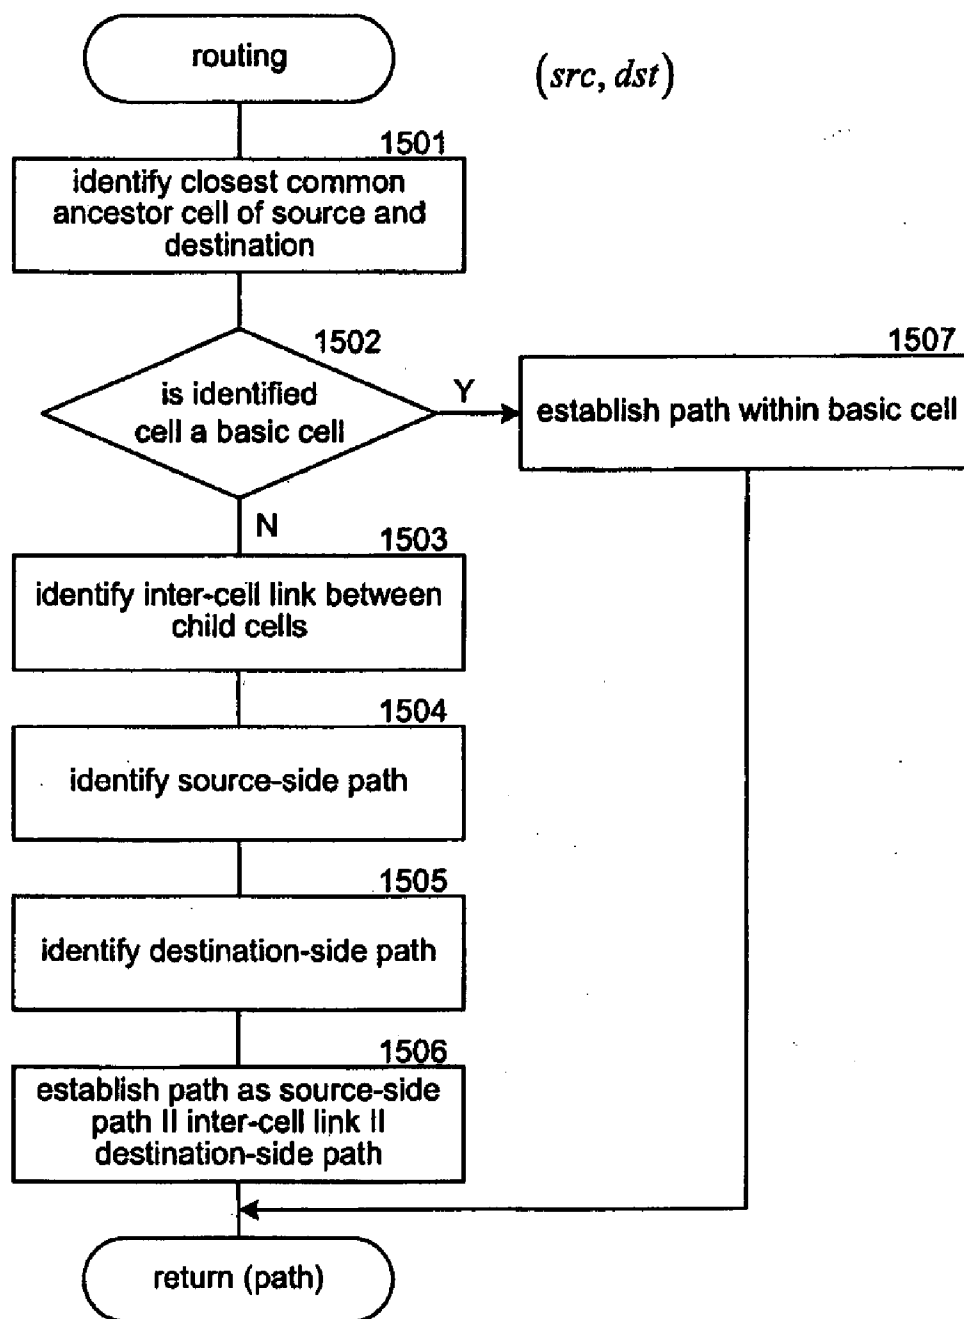 routing
(src, dst)
1501
identify closest common
ancestor cell of source and
destination
1502
is identified
cell a basic cell
Y
1507
establish path within basic cell
N
1503
identify inter-cell link between
child cells
1504
identify source-side path
1505
identify destination-side path
1506
establish path as source-side
path II inter-cell link II
destination-side path
return (path)